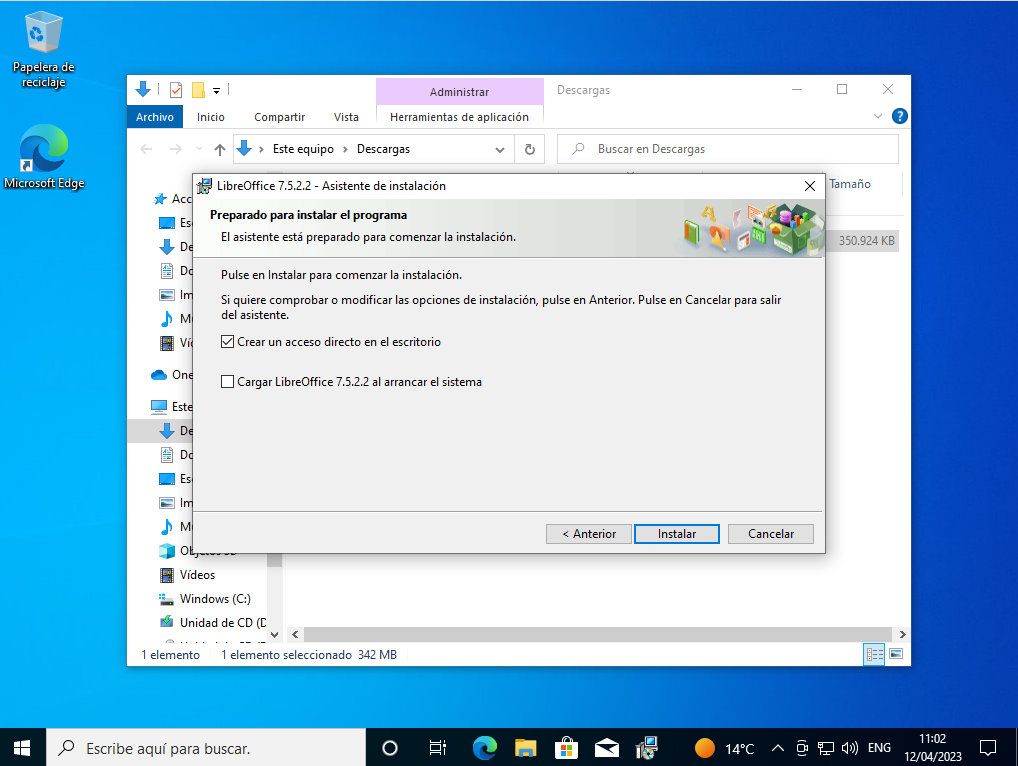 Papelera de
reciclaje
Microsoft Edge
Administrar
Descargas
Archivo
Inicio
Compartir
Vista
Herramientas de aplicación
Este equipo
Descargas
Buscar en Descargas
Tamaño
350.924 KB
LibreOffice 7.5.2.2 - Asistente de instalación
Preparado para instalar el programa
El asistente está preparado para comenzar la instalación.
Pulse en Instalar para comenzar la instalación.
Si quiere comprobar o modificar las opciones de instalación, pulse en Anterior. Pulse en Cancelar para salir
del asistente.
Crear un acceso directo en el escritorio
Cargar LibreOffice 7.5.2.2 al arrancar el sistema
< Anterior
Instalar
Cancelar
Acc
Es
De
Do
Im
M
Ví
One
Este
De
Do
Es
Im
M
Objetos 3D
Vídeos
Windows (C:)
Unidad de CD (D
1 elemento
1 elemento seleccionado 342 MB
Escribe aquí para buscar.
14°C
ENG
11:02
12/04/2023